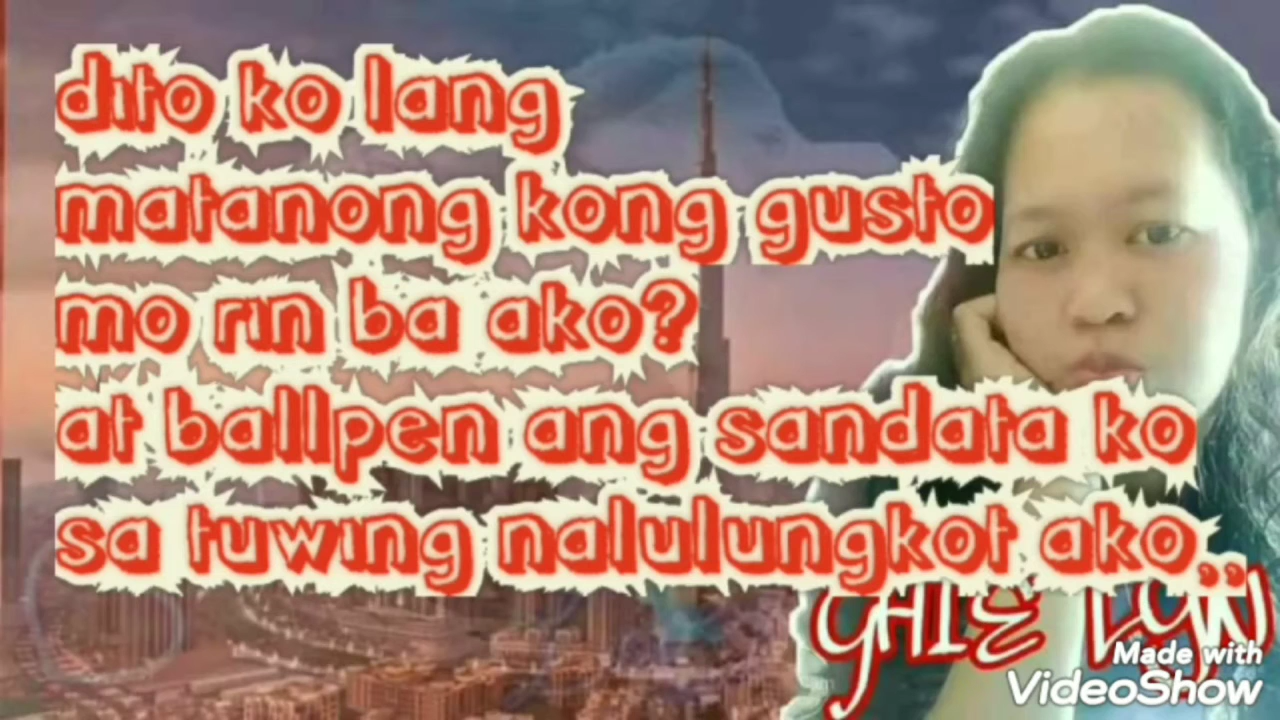 dito ko lang
matanong kong gusto
mo rin ba ako?
at ballpen ang sandata ko
sa tuwing nalulungkot ako,,
Made with
VideoShow